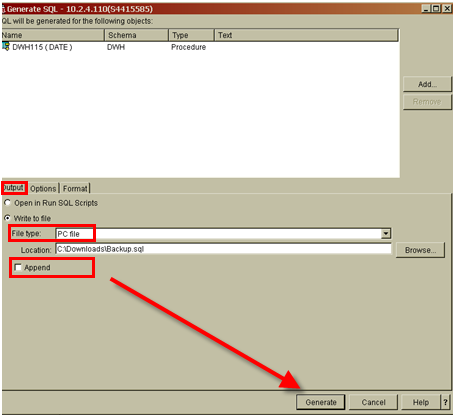 Generate SQL - 10.2.4.110(S4415585)
QL will be generated for the following objects:
Name Schema Type Text
DWH115 ( DATE ) DWH Procedure
Add...
Remove
Output Options Format
Open in Run SQL Scripts
Write to file
File type: PC file
Location: C:\Downloads\Backup.sql Browse...
Append
Generate Cancel Help ?